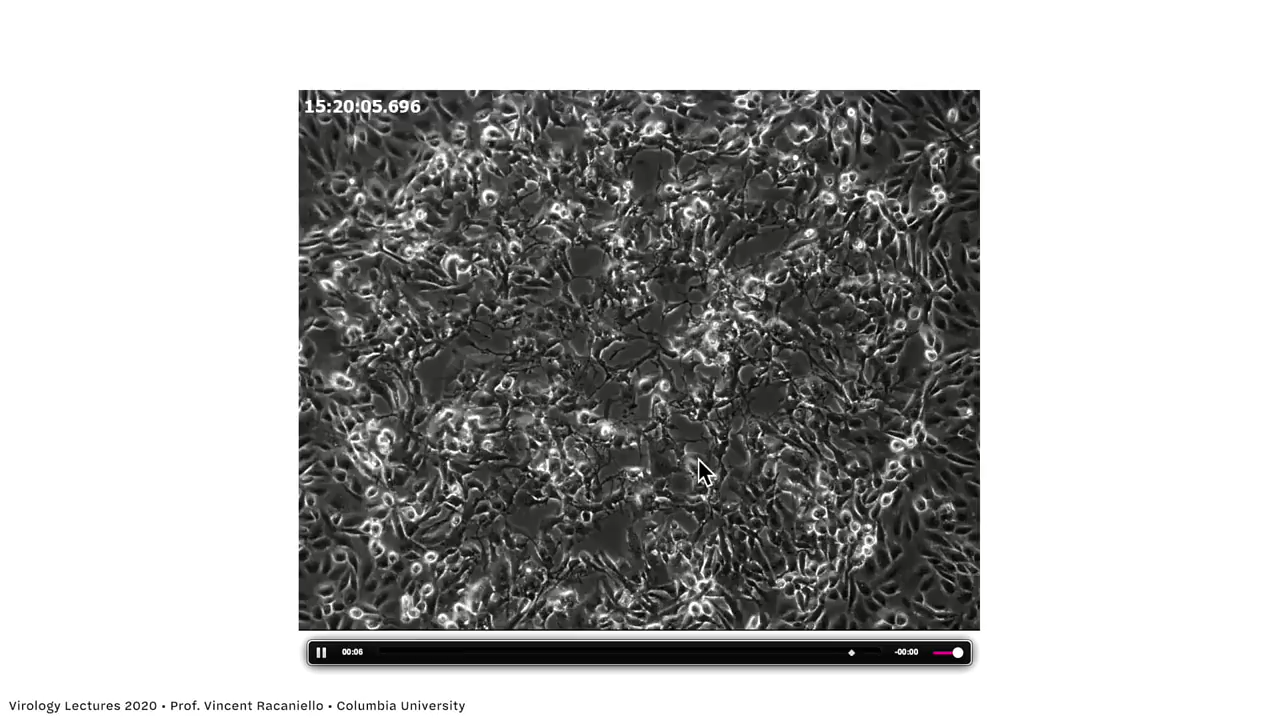 15:20:05.696
00:06
-00:00
Virology Lectures 2020 • Prof. Vincent Racaniello • Columbia University